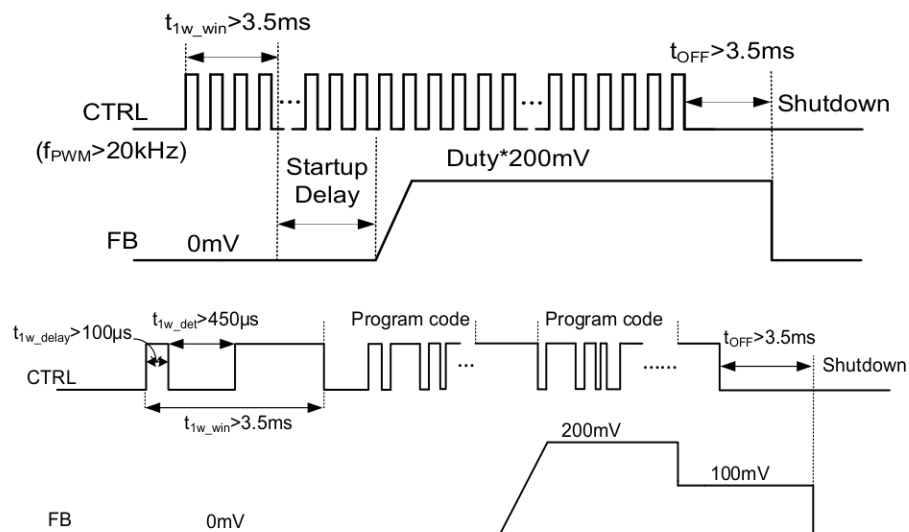 t1w_win>3.5ms
tOFF>3.5ms
CTRL
...
...
Shutdown
(fPWM>20kHz)
Startup
Delay
Duty*200mV
FB
0mV
t1w_delay>100µs
t1w_det>450µs
Program code
Program code
tOFF>3.5ms
CTRL
...
......
Shutdown
t1w_win>3.5ms
200mV
100mV
FB
0mV